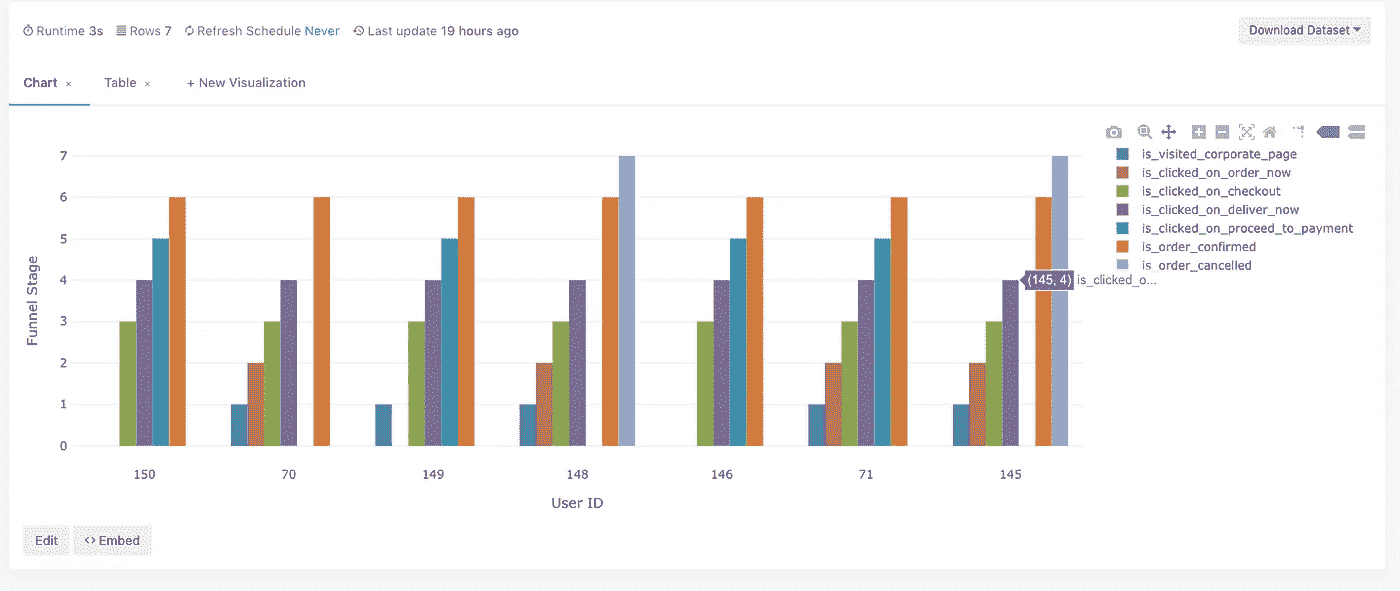 Runtime 3s Rows 7 Refresh Schedule Never Last update 19 hours ago Download Dataset
Chart × Table × + New Visualization
is_visited_corporate_page
is_clicked_on_order_now
is_clicked_on_checkout
is_clicked_on_deliver_now
is_clicked_on_proceed_to_payment
is_order_confirmed
is_order_cancelled
7
6
5
4
3
2
1
0
Funnel Stage
(145, 4) is_clicked_o...
150 70 149 148 146 71 145
User ID
Edit <> Embed